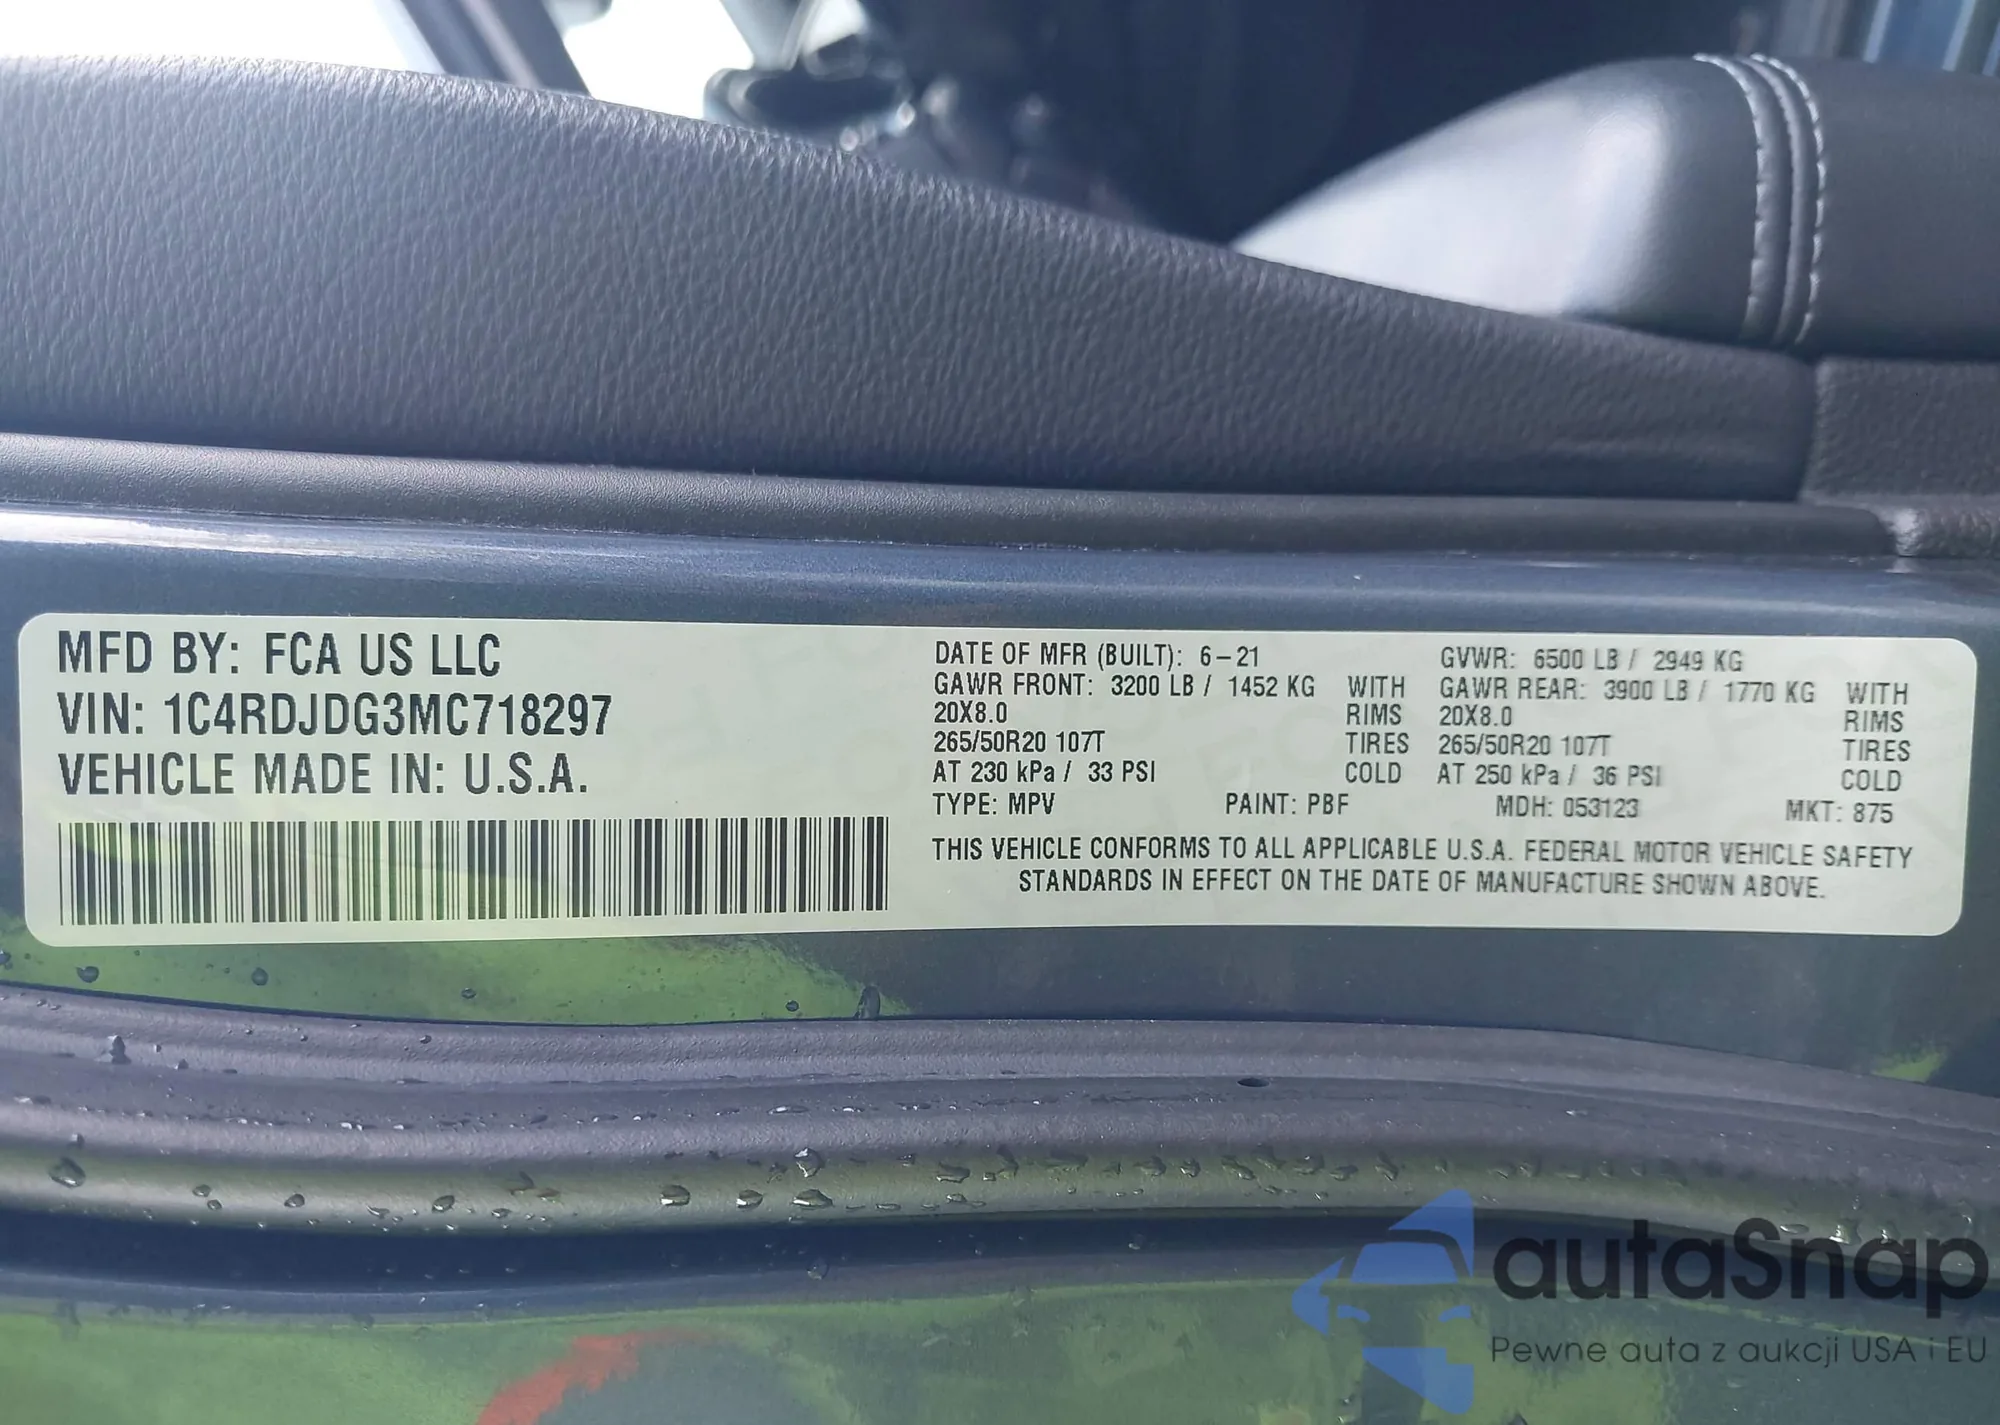 MFD BY: FCA US LLC
VIN: 1C4RDJDG3MC718297
VEHICLE MADE IN: U.S.A.
DATE OF MFR (BUILT): 6-21 GVWR: 6500 LB / 2949 KG
GAWR FRONT: 3200 LB / 1452 KG WITH GAWR REAR: 3900 LB / 1770 KG WITH
20X8.0 RIMS 20X8.0 RIMS
265/50R20 107T TIRES 265/50R20 107T TIRES
AT 230 kPa / 33 PSI COLD AT 250 kPa / 36 PSI COLD
TYPE: MPV PAINT: PBF MDH: 053123 MKT: 875
THIS VEHICLE CONFORMS TO ALL APPLICABLE U.S.A. FEDERAL MOTOR VEHICLE SAFETY
STANDARDS IN EFFECT ON THE DATE OF MANUFACTURE SHOWN ABOVE.
autaSnap
Pewne auta z aukcji USA i EU